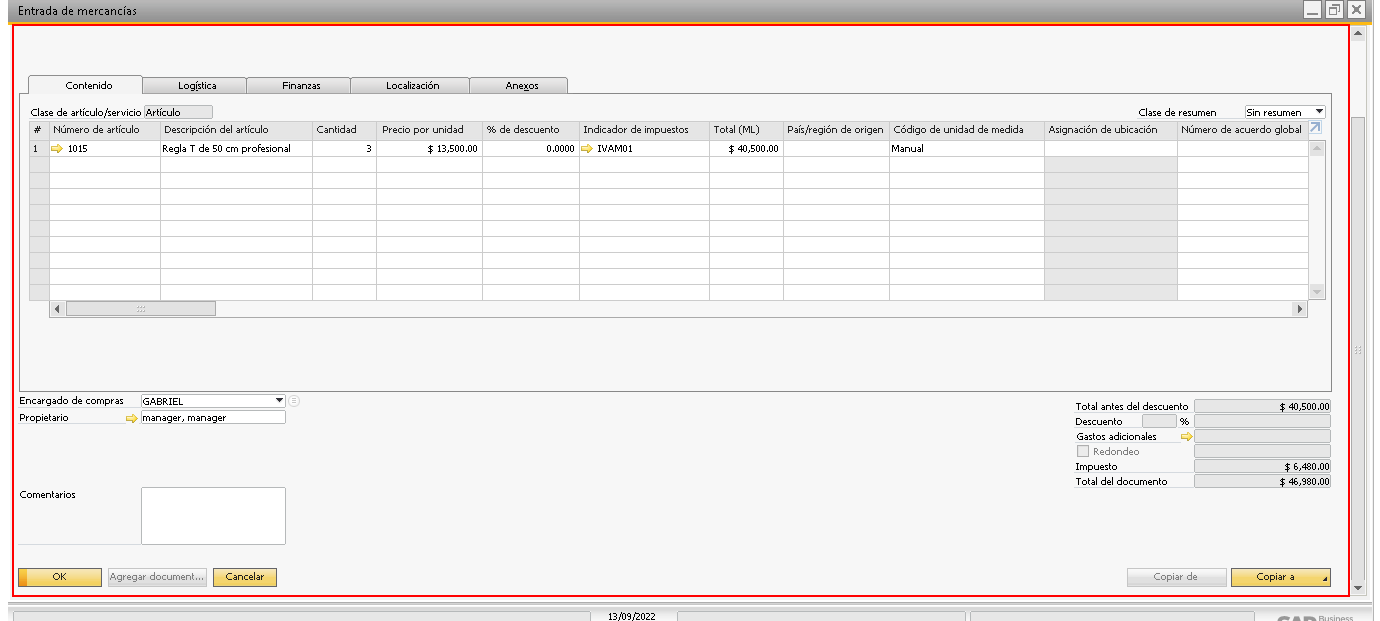 Entrada de mercancías
Contenido Logística Finanzas Localización Anexos
Clase de artículo/servicio Artículo Clase de resumen Sin resumen
# Número de artículo Descripción del artículo Cantidad Precio por unidad % de descuento Indicador de impuestos Total (ML) País/región de origen Código de unidad de medida Asignación de ubicación Número de acuerdo global
1 1015 Regla T de 50 cm profesional 3 $ 13,500.00 0.0000 IVAM01 $ 40,500.00 Manual
Encargado de compras GABRIEL
Propietario manager, manager
Total antes del descuento $ 40,500.00
Descuento %
Gastos adicionales
Redondeo
Impuesto $ 6,480.00
Total del documento $ 46,980.00
Comentarios
OK Agregar document... Cancelar Copiar de Copiar a
13/09/2022
SAP Business